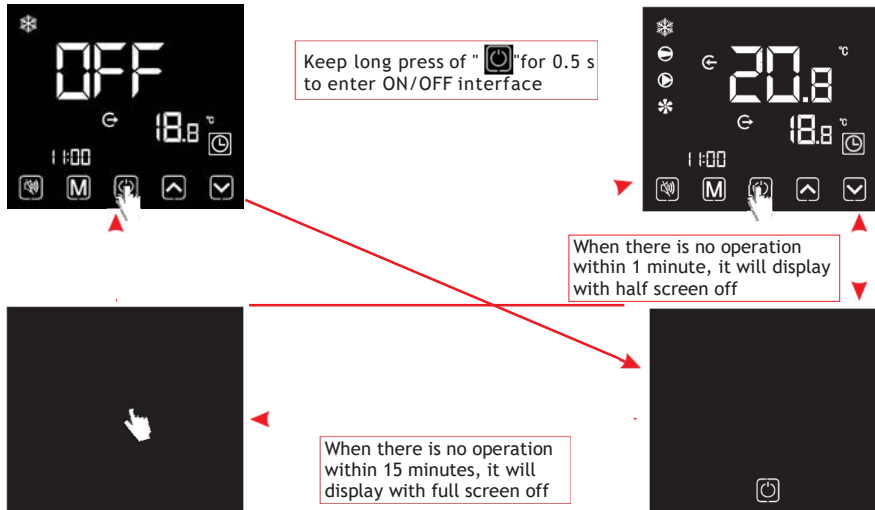 OFF
18.8 °C
11:00
M
Keep long press of " "for 0.5 s
to enter ON/OFF interface
20.8 °C
18.8 °C
11:00
M
When there is no operation
within 1 minute, it will display
with half screen off
When there is no operation
within 15 minutes, it will
display with full screen off